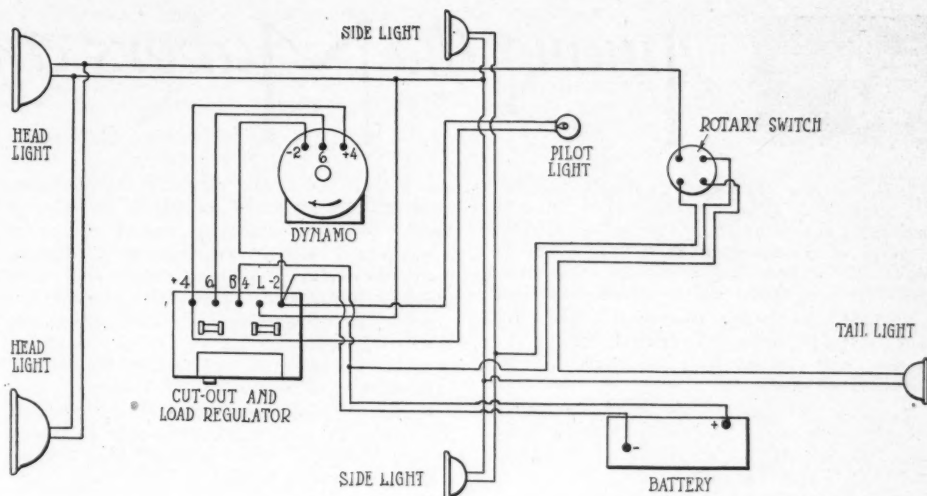 SIDE LIGHT
HEAD
LIGHT
-2
6
+4
DYNAMO
PILOT
LIGHT
ROTARY SWITCH
+4 6 B4 L -2
HEAD
LIGHT
CUT-OUT AND
LOAD REGULATOR
TAIL LIGHT
+
-
SIDE LIGHT
BATTERY